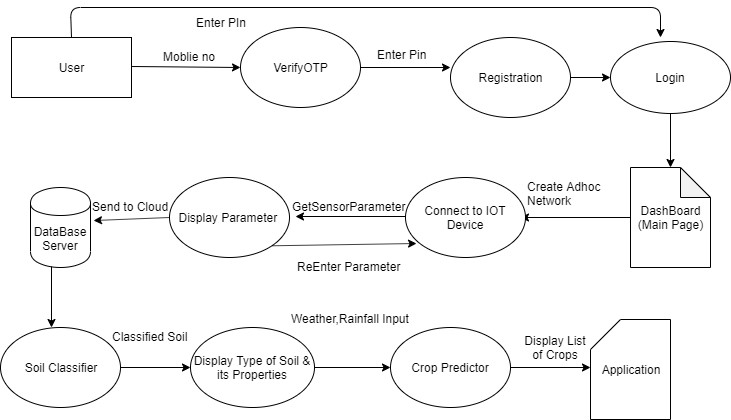 Enter PIn
User
Moblie no
VerifyOTP
Enter Pin
Registration
Login
DashBoard
(Main Page)
Create Adhoc
Network
Connect to IOT
Device
GetSensorParameter
ReEnter Parameter
Display Parameter
Send to Cloud
DataBase
Server
Soil Classifier
Classified Soil
Display Type of Soil &
its Properties
Weather,Rainfall Input
Crop Predictor
Display List
of Crops
Application